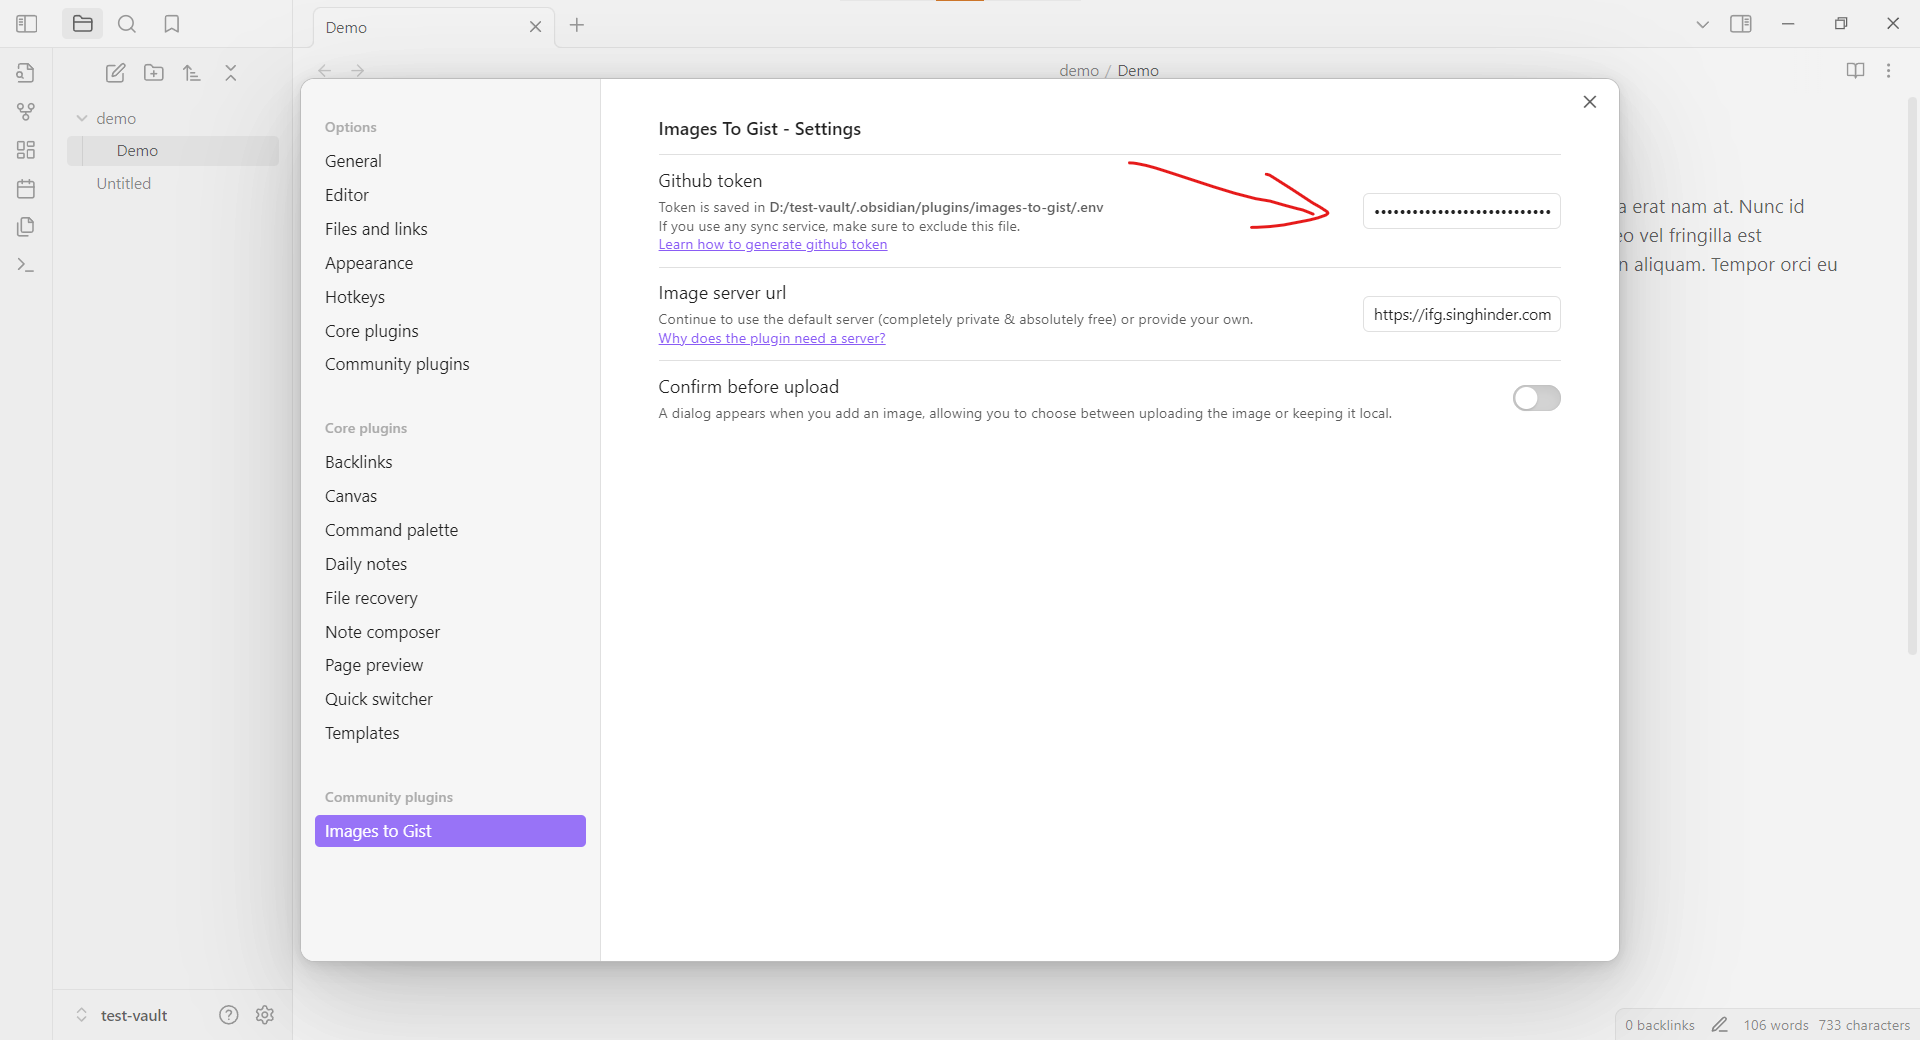 Demo
demo / Demo
demo
Demo
Untitled
Options
General
Editor
Files and links
Appearance
Hotkeys
Core plugins
Community plugins
Core plugins
Backlinks
Canvas
Command palette
Daily notes
File recovery
Note composer
Page preview
Quick switcher
Templates
Community plugins
Images to Gist
Images To Gist - Settings
Github token
Token is saved in D:/test-vault/.obsidian/plugins/images-to-gist/.env
If you use any sync service, make sure to exclude this file.
Learn how to generate github token
••••••••••••••••••••••••••••
Image server url
Continue to use the default server (completely private & absolutely free) or provide your own.
Why does the plugin need a server?
https://ifg.singhinder.com
Confirm before upload
A dialog appears when you add an image, allowing you to choose between uploading the image or keeping it local.
erat nam at. Nunc id
vel fringilla est
aliquam. Tempor orci eu
test-vault
0 backlinks 106 words 733 characters